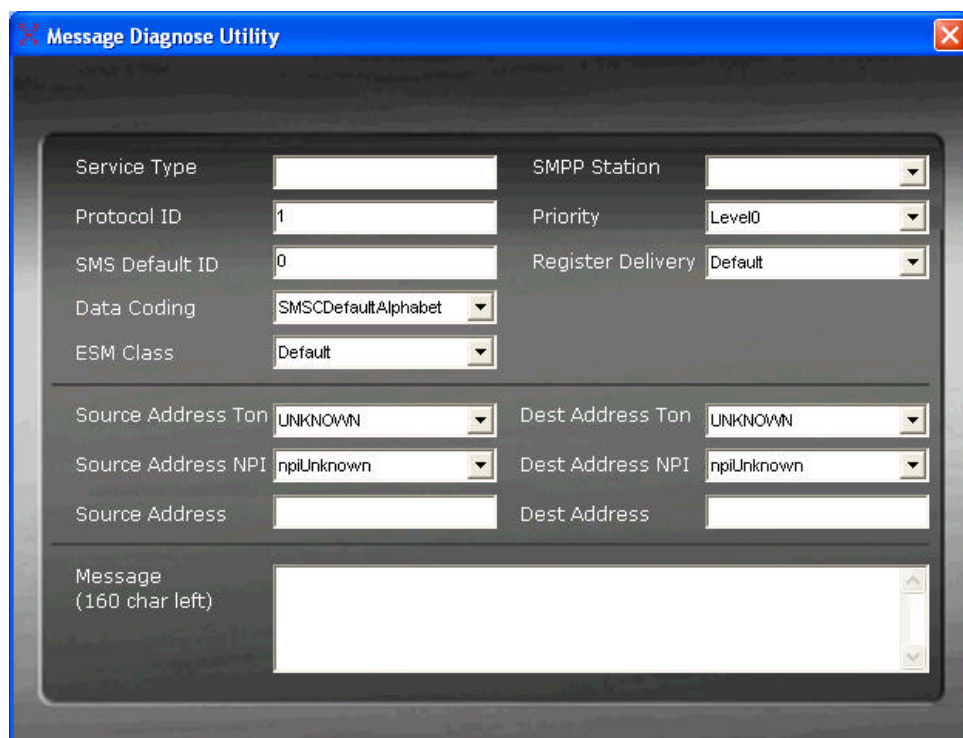 Message Diagnose Utility
Service Type
SMPP Station
Protocol ID 1
Priority Level0
SMS Default ID 0
Register Delivery Default
Data Coding SMSCDefaultAlphabet
ESM Class Default
Source Address Ton UNKNOWN
Dest Address Ton UNKNOWN
Source Address NPI npiUnknown
Dest Address NPI npiUnknown
Source Address
Dest Address
Message
(160 char left)